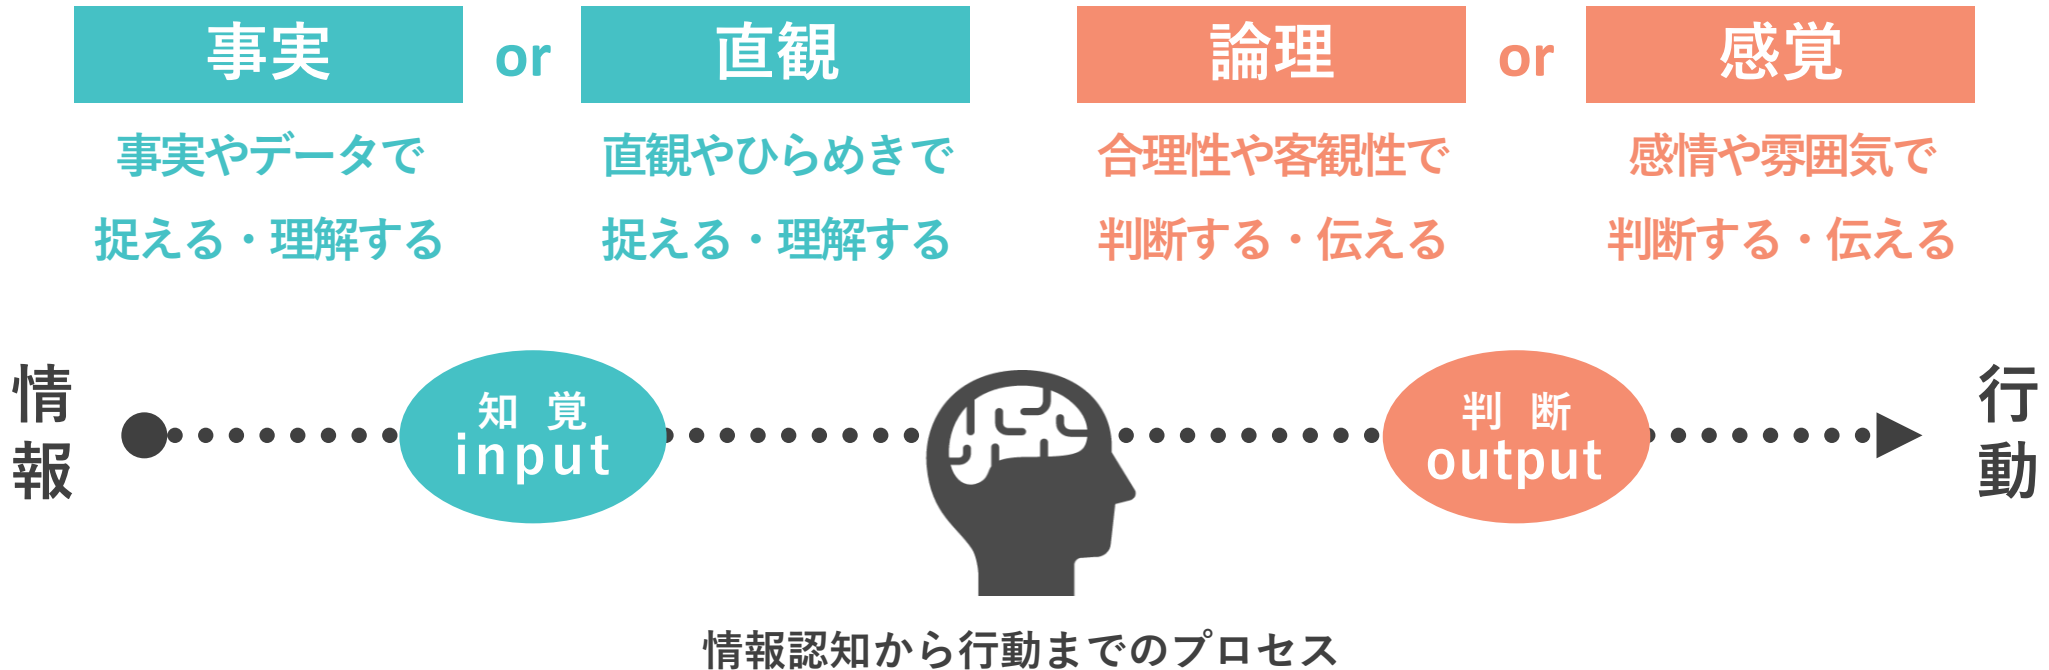 事実 or 直観 論理 or 感覚
事実やデータで
捉える・理解する
直観やひらめきで
捉える・理解する
合理性や客観性で
判断する・伝える
感情や雰囲気で
判断する・伝える
情報
知覚
input
判断
output
行動
情報認知から行動までのプロセス